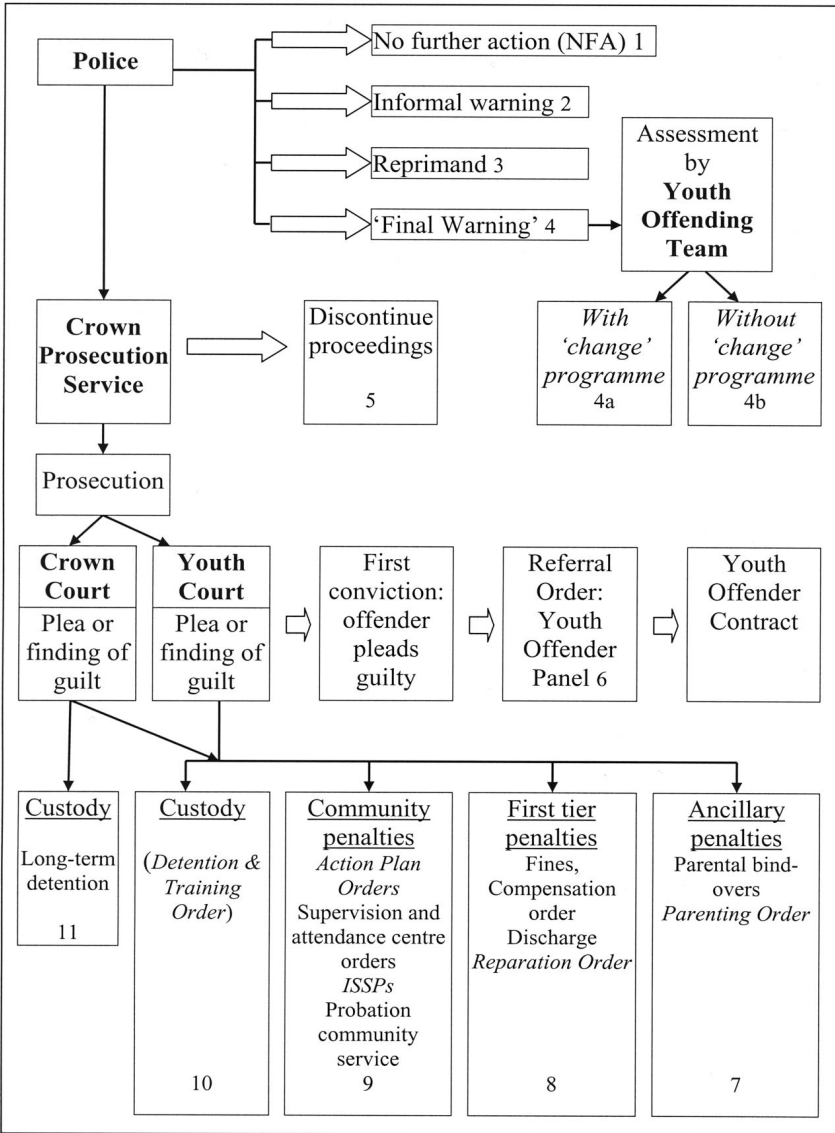 Police
No further action (NFA) 1
Informal warning 2
Reprimand 3
‘Final Warning’ 4
Assessment
by
Youth
Offending
Team
Crown
Prosecution
Service
Discontinue
proceedings
5
With
‘change’
programme
4a
Without
‘change’
programme
4b
Prosecution
Crown
Court
Plea or
finding of
guilt
Youth
Court
Plea or
finding of
guilt
First
conviction:
offender
pleads
guilty
Referral
Order:
Youth
Offender
Panel 6
Youth
Offender
Contract
Custody
Long-term
detention
11
Custody
(Detention &
Training
Order)
10
Community
penalties
Action Plan
Orders
Supervision and
attendance centre
orders
ISSPs
Probation
community
service
9
First tier
penalties
Fines,
Compensation
order
Discharge
Reparation Order
8
Ancillary
penalties
Parental bind-
overs
Parenting Order
7